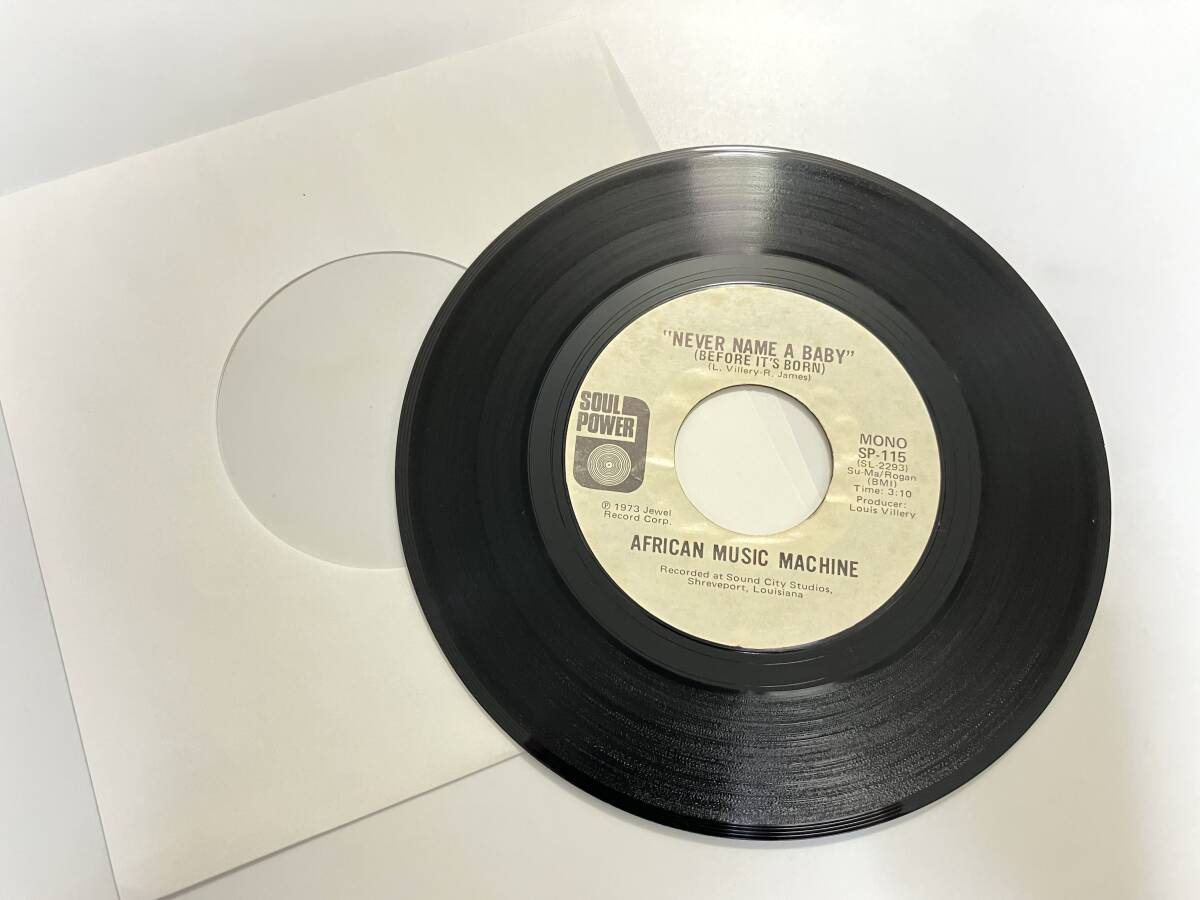 "NEVER NAME A BABY"
(BEFORE IT'S BORN)
(L. Villery-R. James)
SOUL
POWER
MONO
SP-115
(SL-2293)
Su-Ma/Rogan
(BMI)
Time: 3:10
Producer:
Louis Villery
℗ 1973 Jewel
Record Corp.
AFRICAN MUSIC MACHINE
Recorded at Sound City Studios,
Shreveport, Louisiana